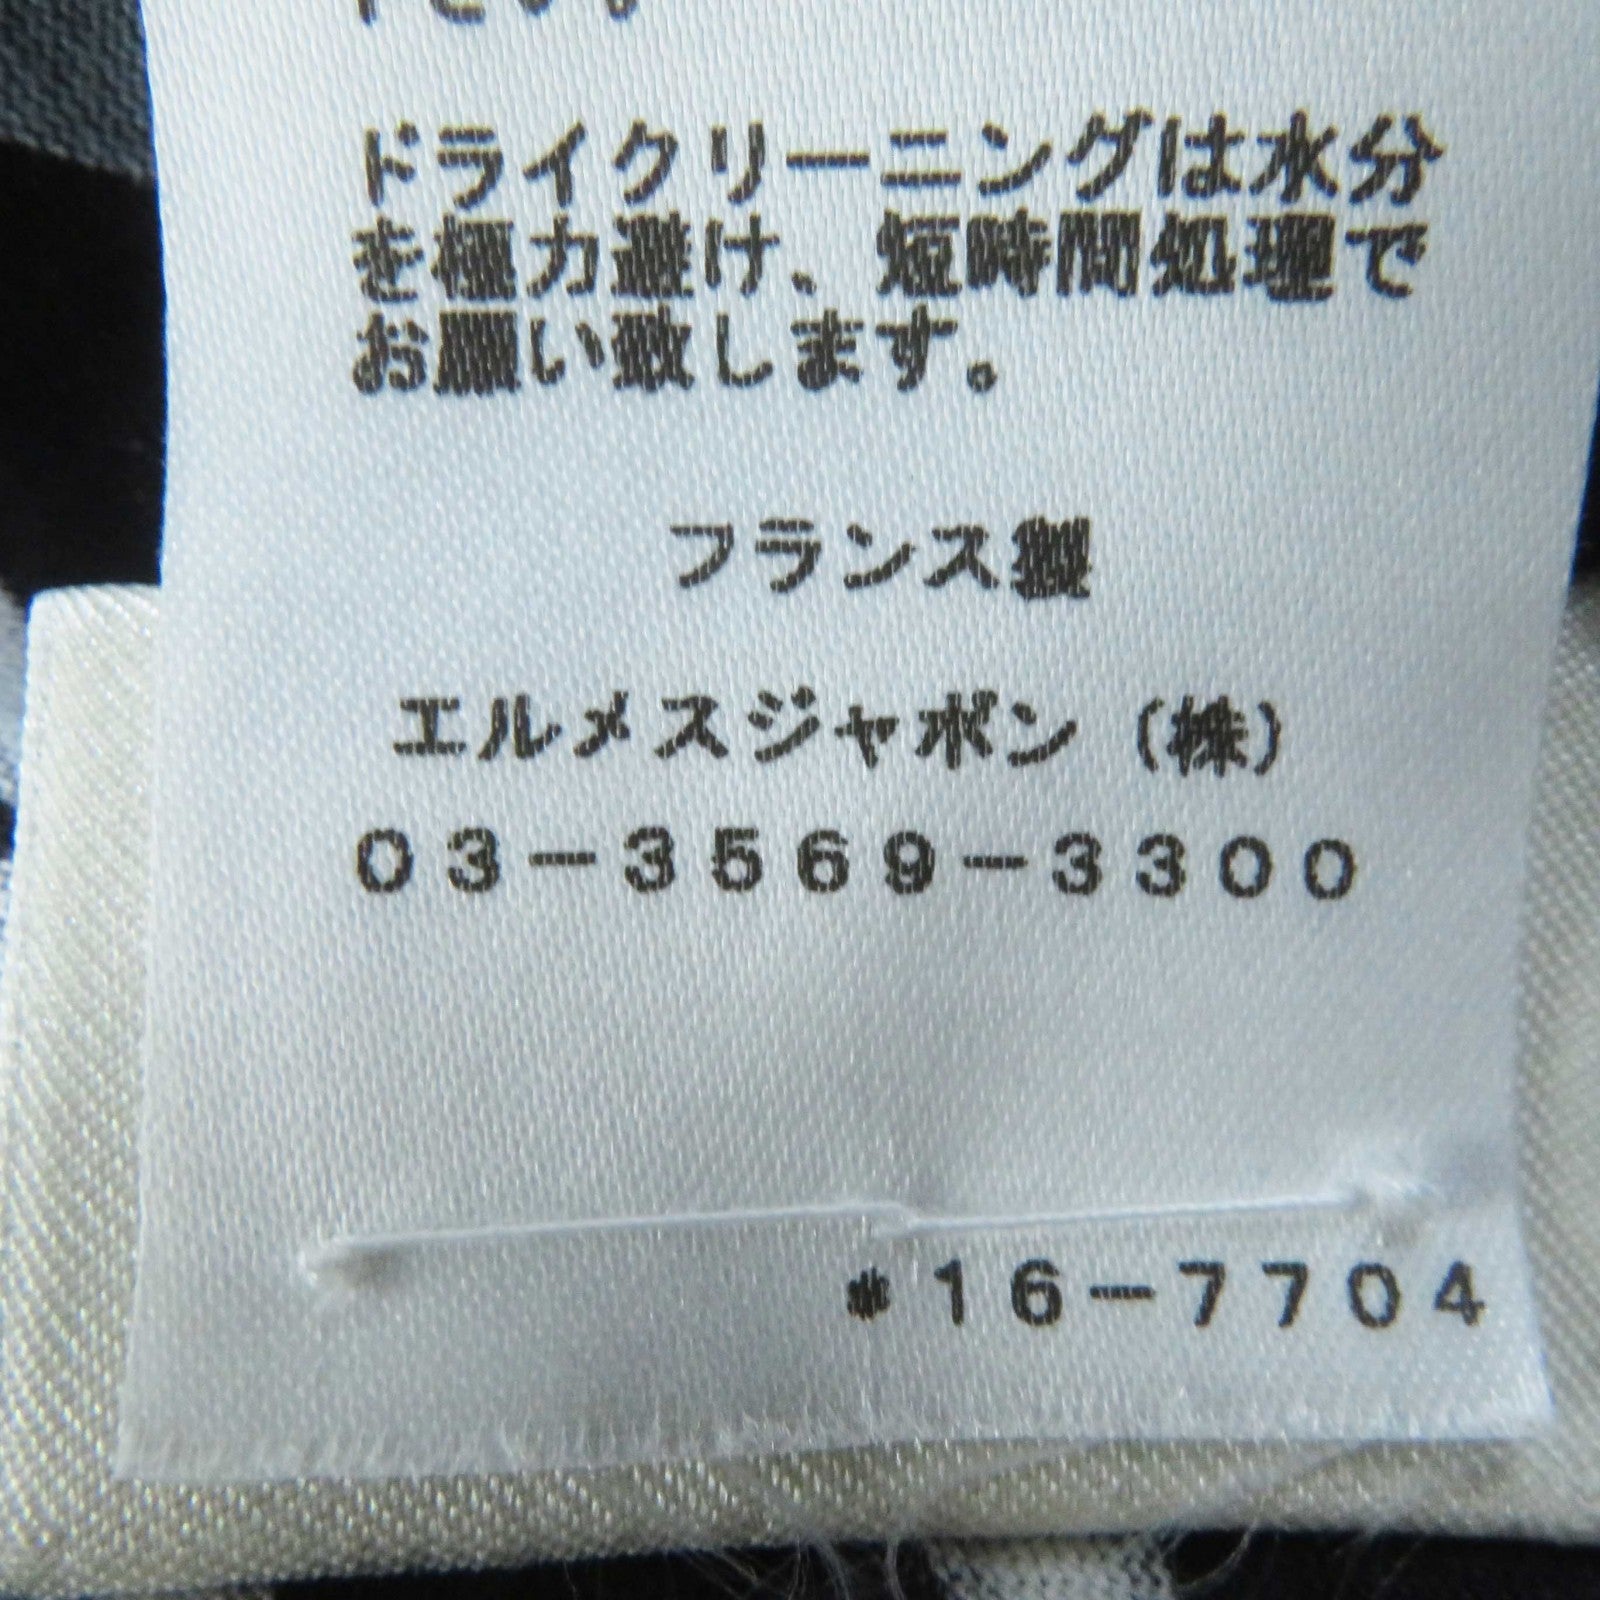 ドライクリーニングは水分
を極力避け、短時間処理で
お願い致します。
フランス製
エルメスジャポン（株）
03-3569-3300
*16-7704